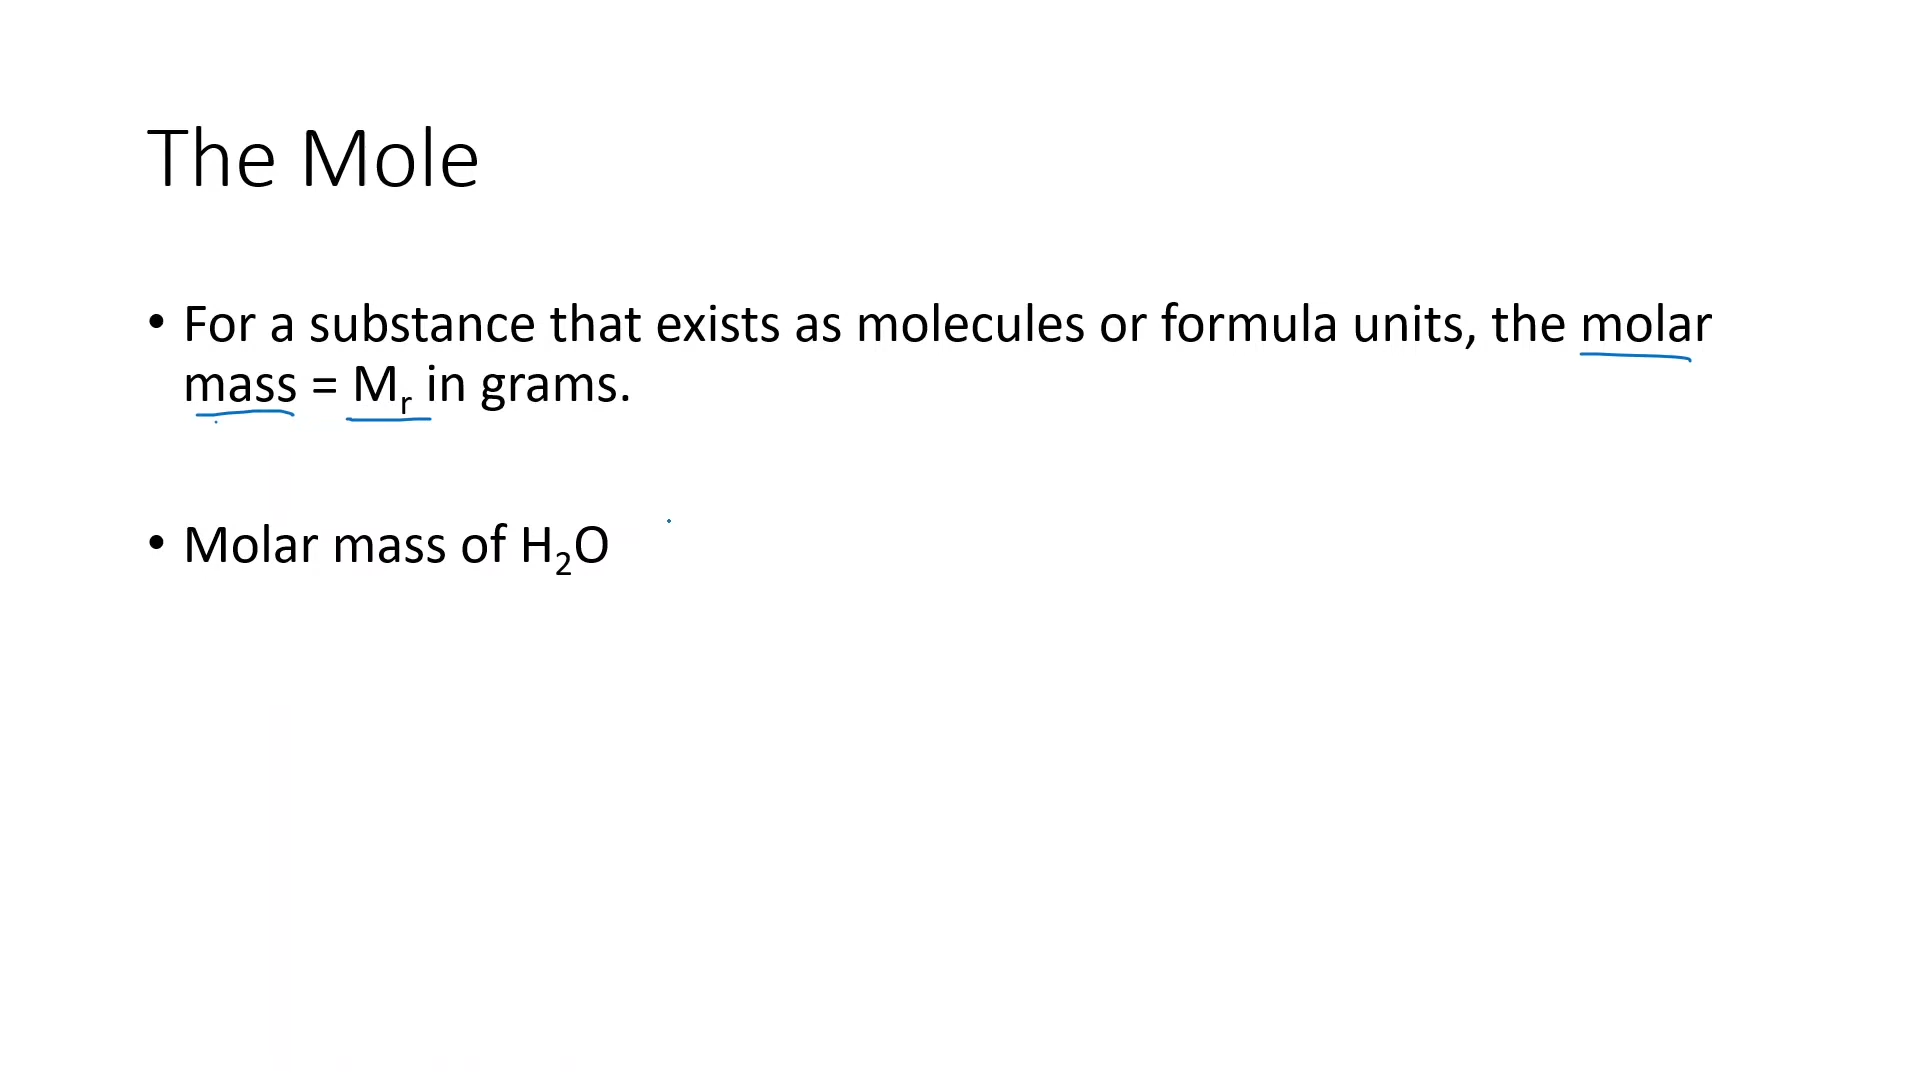 The Mole
• For a substance that exists as molecules or formula units, the molar
mass = Mᵣ in grams.
• Molar mass of H₂O